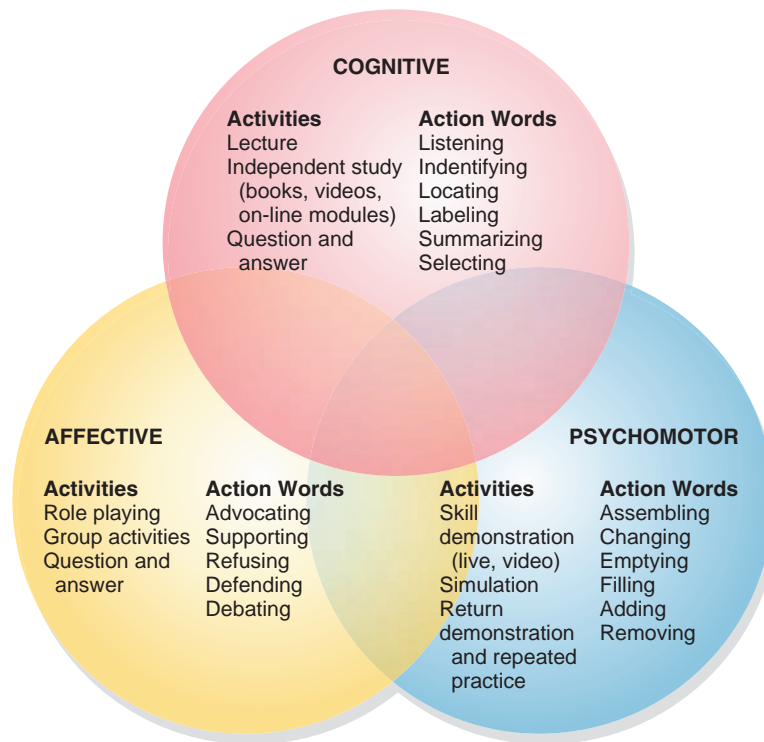 COGNITIVE
Activities
Lecture
Independent study
(books, videos,
on-line modules)
Question and
answer
Action Words
Listening
Indentifying
Locating
Labeling
Summarizing
Selecting
AFFECTIVE
Activities
Role playing
Group activities
Question and
answer
Action Words
Advocating
Supporting
Refusing
Defending
Debating
PSYCHOMOTOR
Activities
Skill
demonstration
(live, video)
Simulation
Return
demonstration
and repeated
practice
Action Words
Assembling
Changing
Emptying
Filling
Adding
Removing